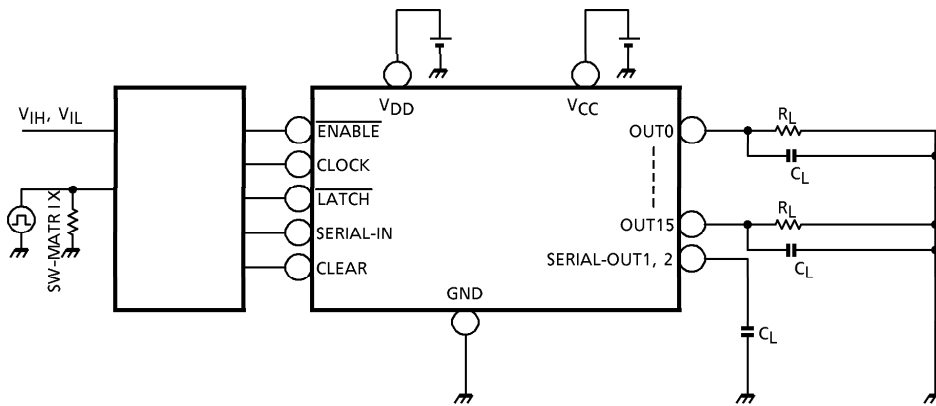 VDD
VCC
VIH, VIL
SW-MATRIX
ENABLE
CLOCK
LATCH
SERIAL-IN
CLEAR
GND
OUT0
OUT15
SERIAL-OUT1, 2
RL
CL
RL
CL
CL